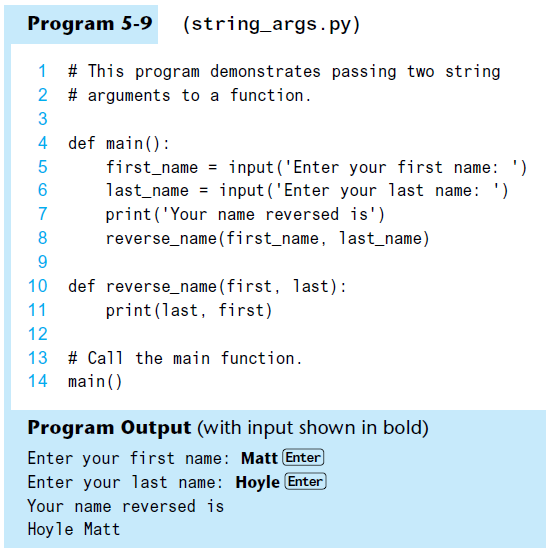 Program 5-9 (string_args.py)
1 # This program demonstrates passing two string
2 # arguments to a function.
3
4 def main():
5     first_name = input('Enter your first name: ')
6     last_name = input('Enter your last name: ')
7     print('Your name reversed is')
8     reverse_name(first_name, last_name)
9
10 def reverse_name(first, last):
11     print(last, first)
12
13 # Call the main function.
14 main()
Program Output (with input shown in bold)
Enter your first name: Matt Enter
Enter your last name: Hoyle Enter
Your name reversed is
Hoyle Matt